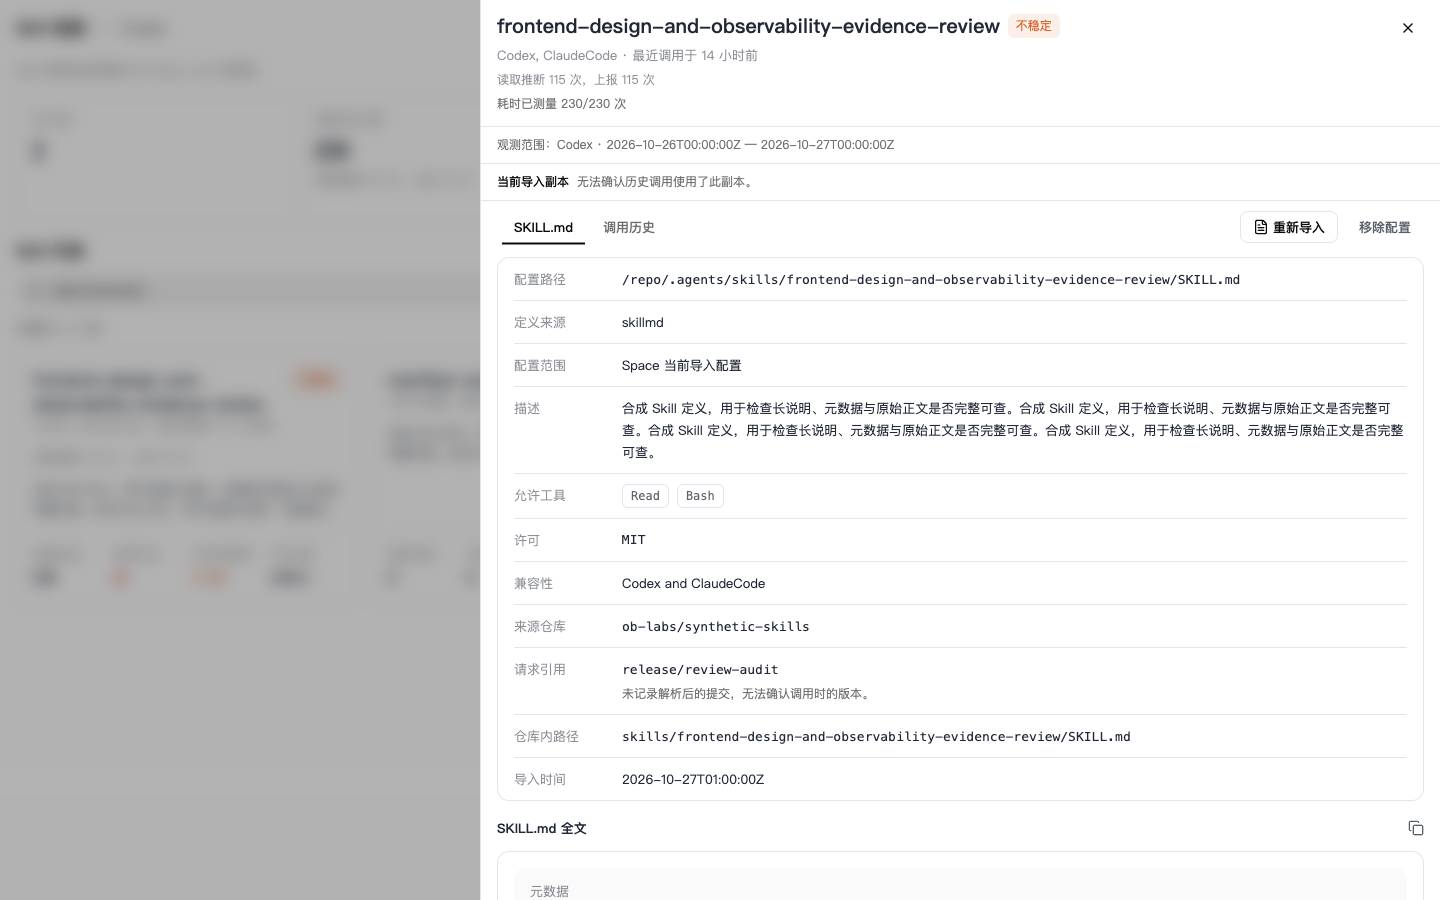 frontend-design-and-observability-evidence-review 不稳定
Codex, ClaudeCode · 最近调用于 14 小时前
读取推断 115 次，上报 115 次
耗时已测量 230/230 次
观测范围：Codex · 2026-10-26T00:00:00Z — 2026-10-27T00:00:00Z
当前导入副本 无法确认历史调用使用了此副本。
SKILL.md 调用历史 重新导入 移除配置
配置路径 /repo/.agents/skills/frontend-design-and-observability-evidence-review/SKILL.md
定义来源 skillmd
配置范围 Space 当前导入配置
描述 合成 Skill 定义，用于检查长说明、元数据与原始正文是否完整可查。合成 Skill 定义，用于检查长说明、元数据与原始正文是否完整可
查。合成 Skill 定义，用于检查长说明、元数据与原始正文是否完整可查。合成 Skill 定义，用于检查长说明、元数据与原始正文是否完整
可查。
允许工具 Read Bash
许可 MIT
兼容性 Codex and ClaudeCode
来源仓库 ob-labs/synthetic-skills
请求引用 release/review-audit
未记录解析后的提交，无法确认调用时的版本。
仓库内路径 skills/frontend-design-and-observability-evidence-review/SKILL.md
导入时间 2026-10-27T01:00:00Z
SKILL.md 全文
元数据